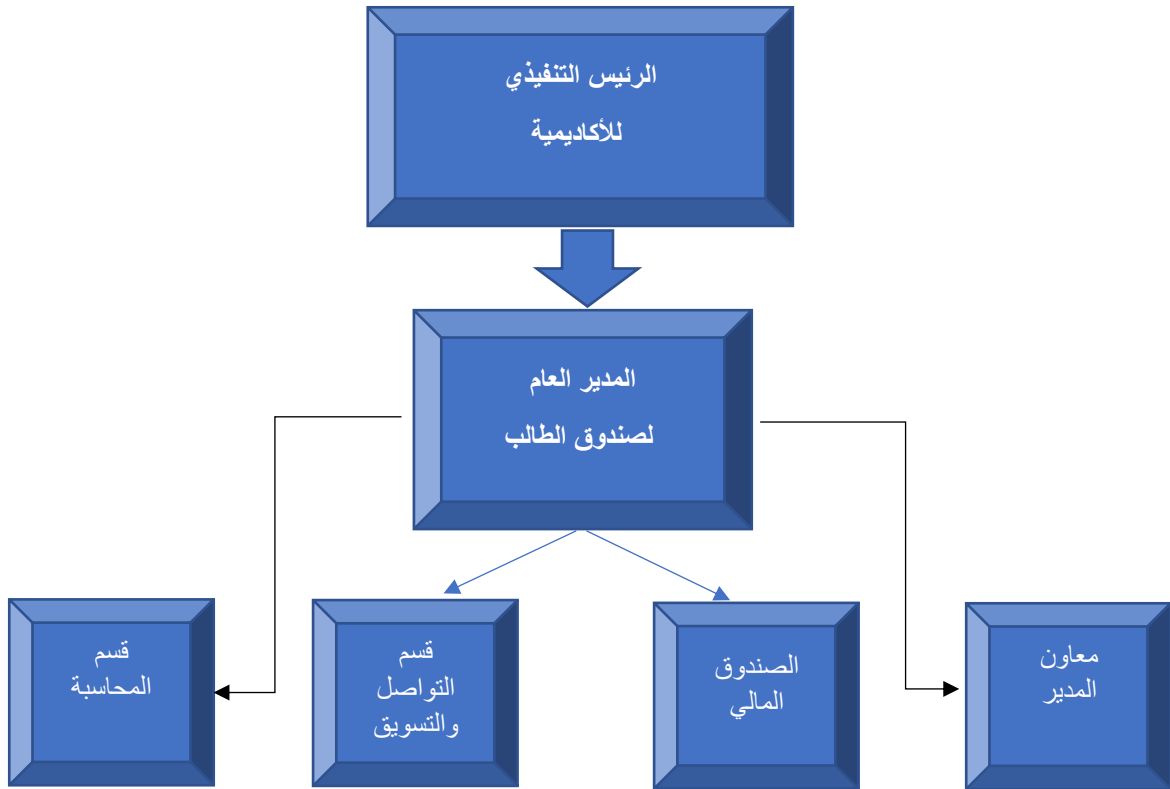 الرئيس التنفيذي
للأكاديمية
المدير العام
لصندوق الطالب
معاون
المدير
الصندوق
المالي
قسم
التواصل
والتسويق
قسم
المحاسبة